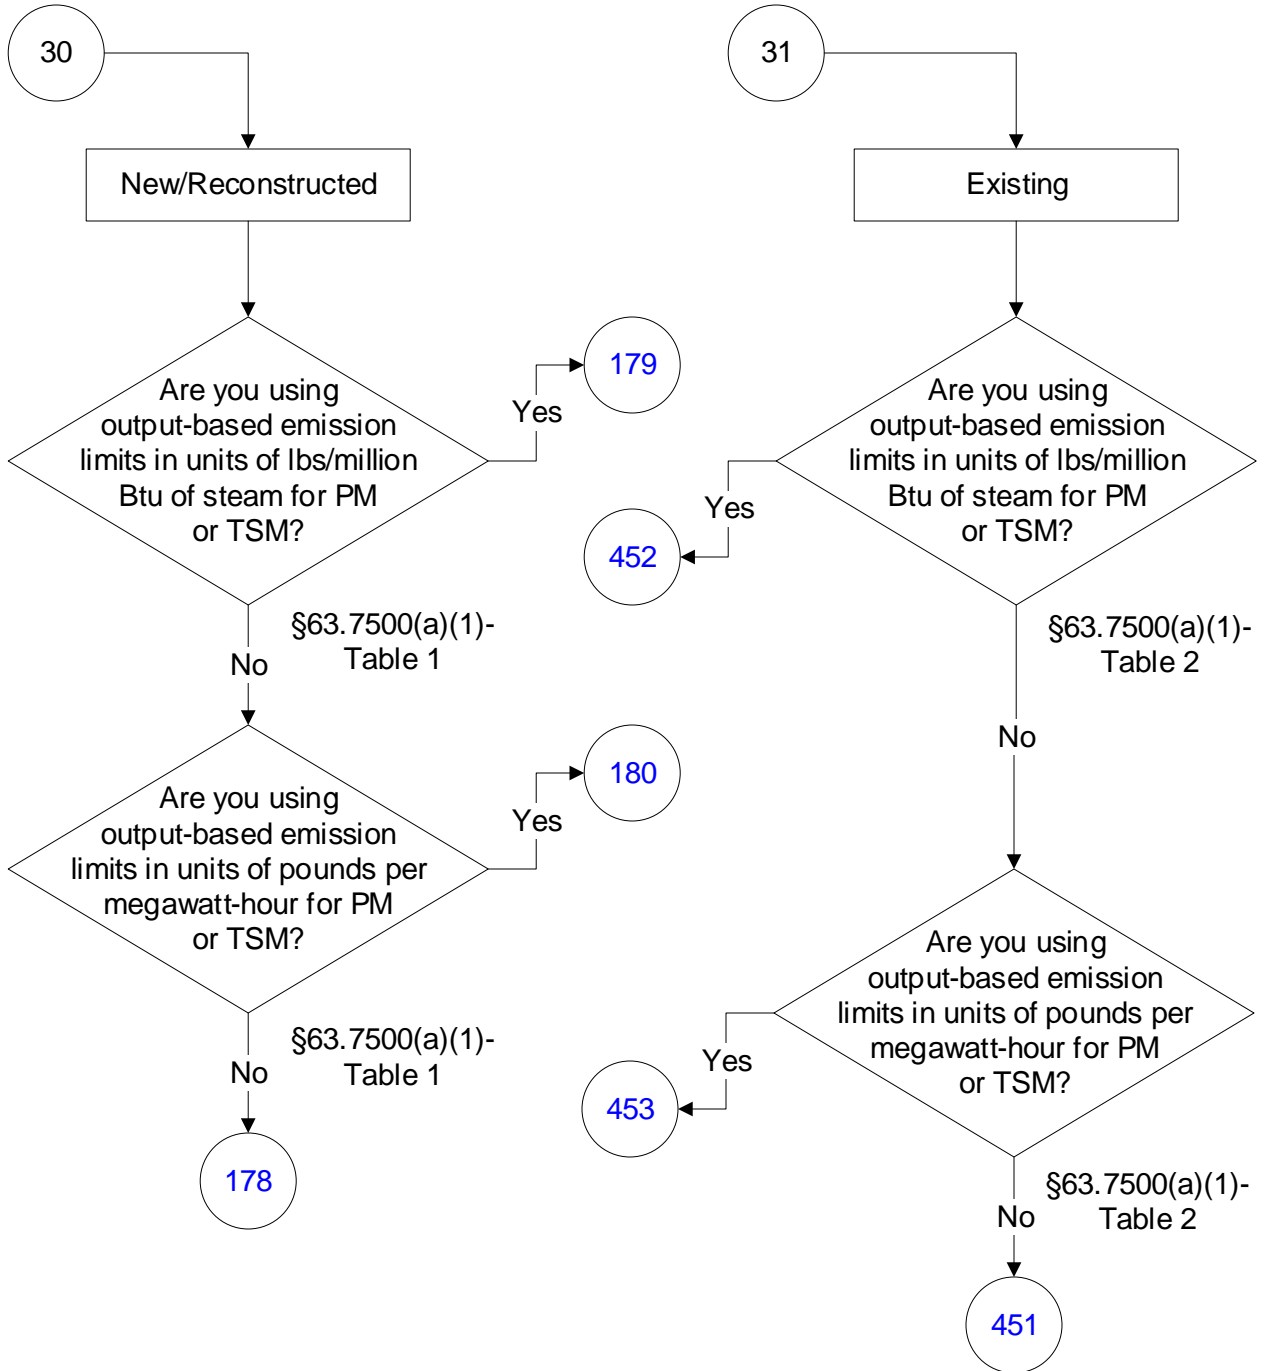 30
New/Reconstructed
Are you using
output-based emission
limits in units of lbs/million
Btu of steam for PM
or TSM?
Yes
179
§63.7500(a)(1)-
Table 1
No
Are you using
output-based emission
limits in units of pounds per
megawatt-hour for PM
or TSM?
Yes
180
§63.7500(a)(1)-
Table 1
No
178
31
Existing
Are you using
output-based emission
limits in units of lbs/million
Btu of steam for PM
or TSM?
Yes
452
§63.7500(a)(1)-
Table 2
No
Are you using
output-based emission
limits in units of pounds per
megawatt-hour for PM
or TSM?
Yes
453
§63.7500(a)(1)-
Table 2
No
451